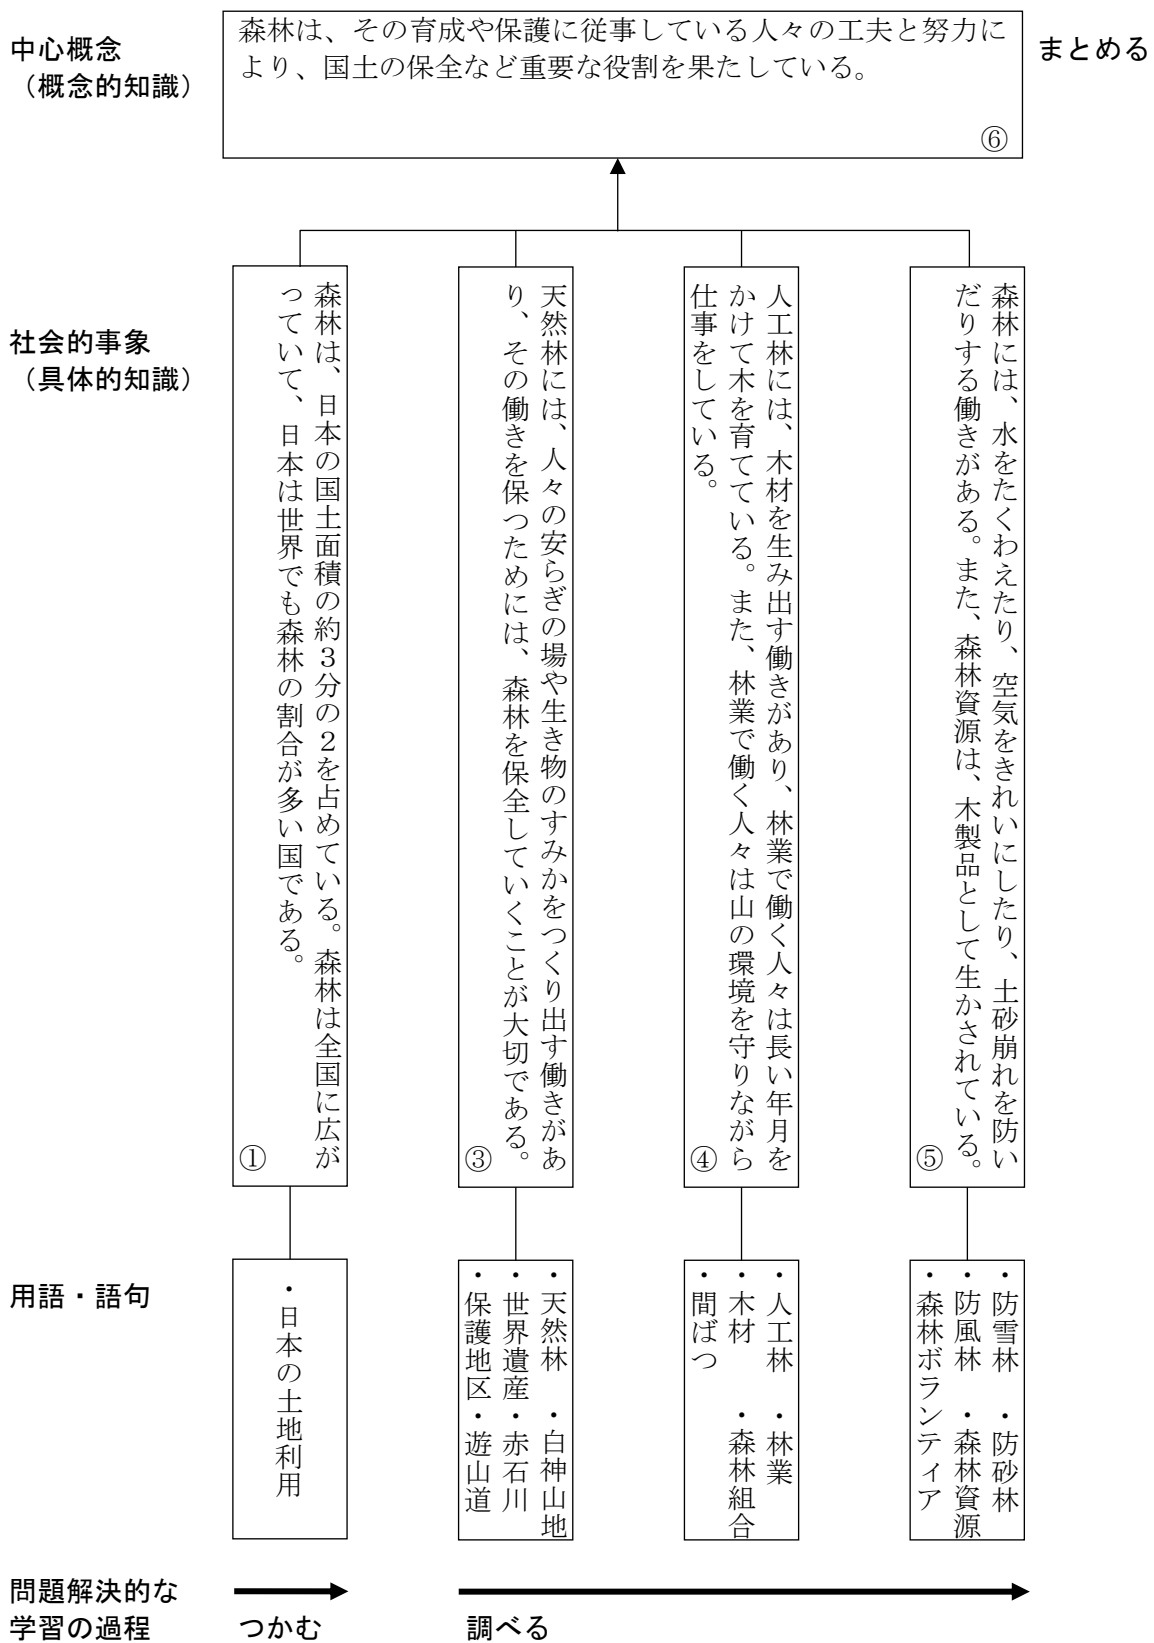 中心概念
（概念的知識）
森林は、その育成や保護に従事している人々の工夫と努力に
より、国土の保全など重要な役割を果たしている。
⑥
まとめる
社会的事象
（具体的知識）
森林は、日本の国土面積の約３分の２を占めている。森林は全国に広が
っていて、日本は世界でも森林の割合が多い国である。
①
天然林には、人々の安らぎの場や生き物のすみかをつくり出す働きがあ
り、その働きを保つためには、森林を保全していくことが大切である。
③
人工林には、木材を生み出す働きがあり、林業で働く人々は長い年月を
かけて木を育てている。また、林業で働く人々は山の環境を守りながら
仕事をしている。
④
森林には、水をたくわえたり、空気をきれいにしたり、土砂崩れを防い
だりする働きがある。また、森林資源は、木製品として生かされている。
⑤
用語・語句
・日本の土地利用
・天然林　・白神山地
・世界遺産・赤石川
・保護地区・遊山道
・人工林　・林業
・木材　　・森林組合
・間ばつ
・防雪林　・防砂林
・防風林　・森林資源
・森林ボランティア
問題解決的な
学習の過程
つかむ
調べる